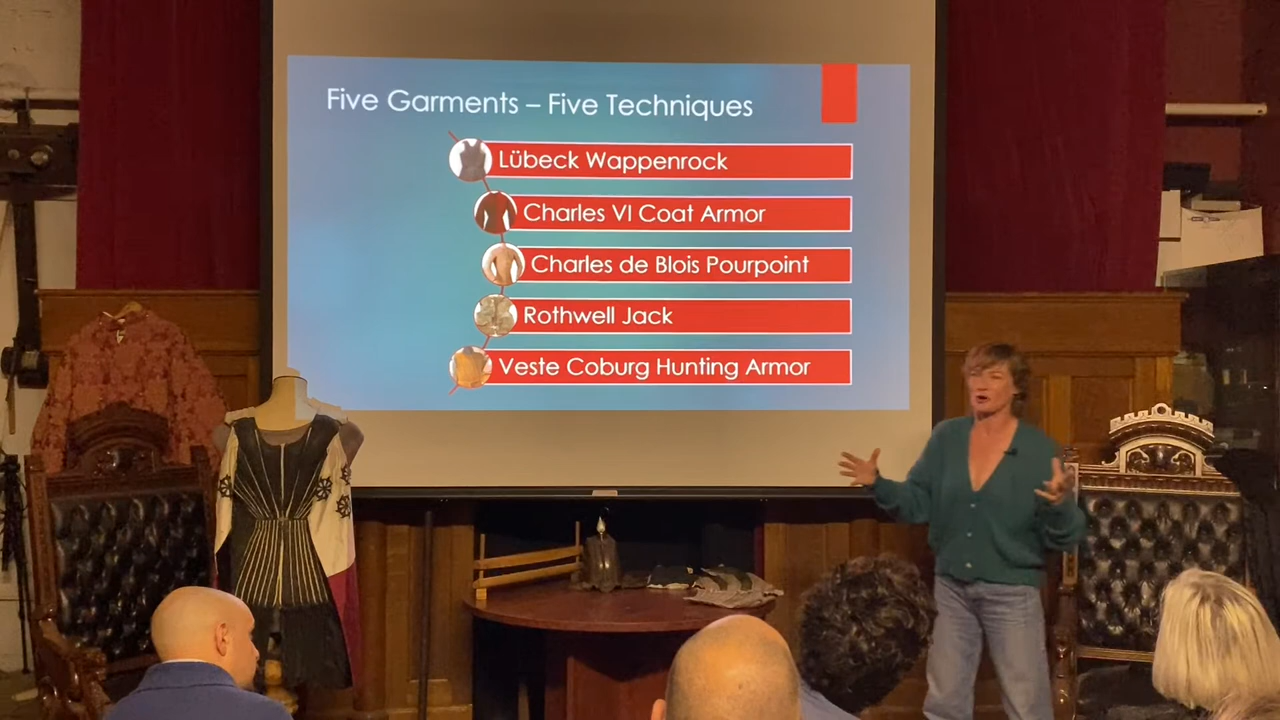 Five Garments – Five Techniques
Lübeck Wappenrock
Charles VI Coat Armor
Charles de Blois Pourpoint
Rothwell Jack
Veste Coburg Hunting Armor